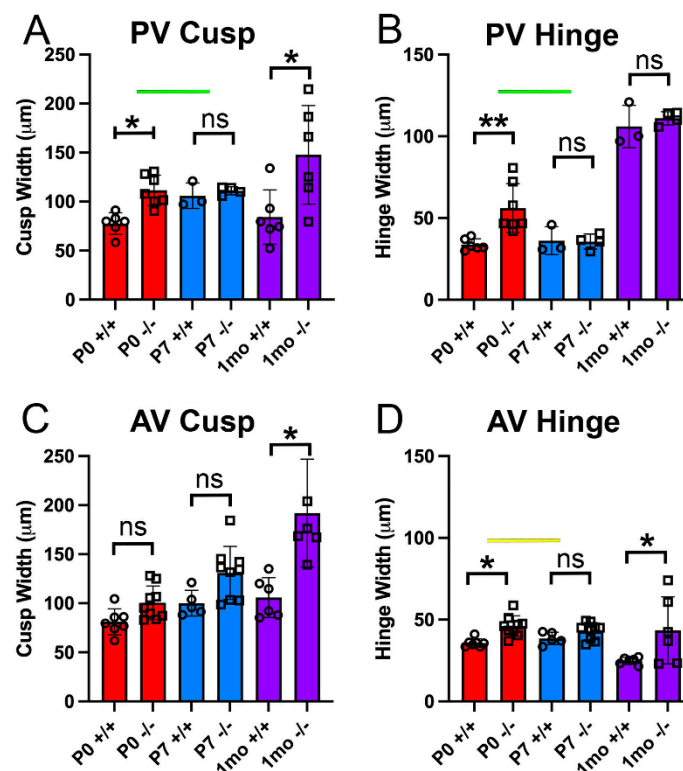 A
PV Cusp
Cusp Width (μm)
250
200
150
100
50
0
*
ns
*
P0 +/+
P0 -/-
P7 +/+
P7 -/-
1mo +/+
1mo -/-
B
PV Hinge
Hinge Width (μm)
150
100
50
0
**
ns
ns
P0 +/+
P0 -/-
P7 +/+
P7 -/-
1mo +/+
1mo -/-
C
AV Cusp
Cusp Width (μm)
250
200
150
100
50
0
ns
ns
*
P0 +/+
P0 -/-
P7 +/+
P7 -/-
1mo +/+
1mo -/-
D
AV Hinge
Hinge Width (μm)
150
100
50
0
*
ns
*
P0 +/+
P0 -/-
P7 +/+
P7 -/-
1mo +/+
1mo -/-